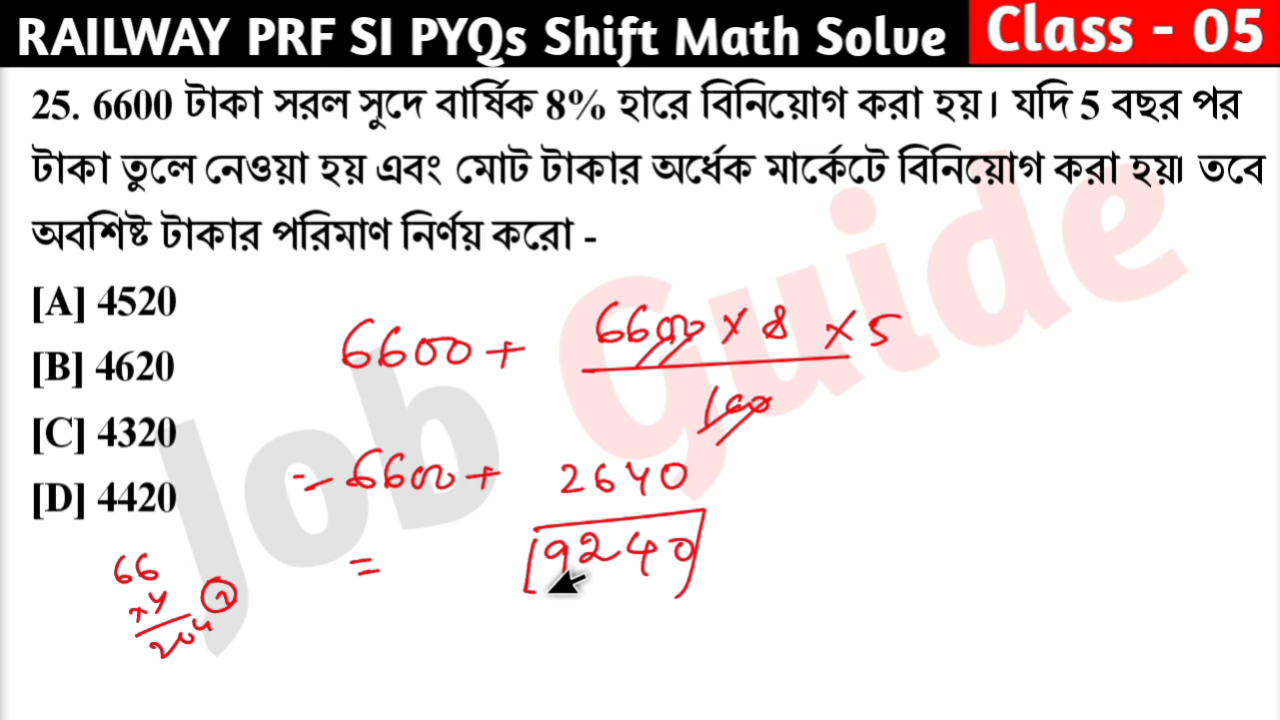 RAILWAY PRF SI PYQs Shift Math Solve Class - 05
25. 6600 টাকা সরল সুদে বার্ষিক 8% হারে বিনিয়োগ করা হয়। যদি 5 বছর পর
টাকা তুলে নেওয়া হয় এবং মোট টাকার অর্ধেক মার্কেটে বিনিয়োগ করা হয়৷ তবে
অবশিষ্ট টাকার পরিমাণ নির্ণয় করো -
[A] 4520
[B] 4620
[C] 4320
[D] 4420
6600 + 6600 × 8 × 5
100
= 6600 + 2640
= 9240
66
×4 2
Job Guide